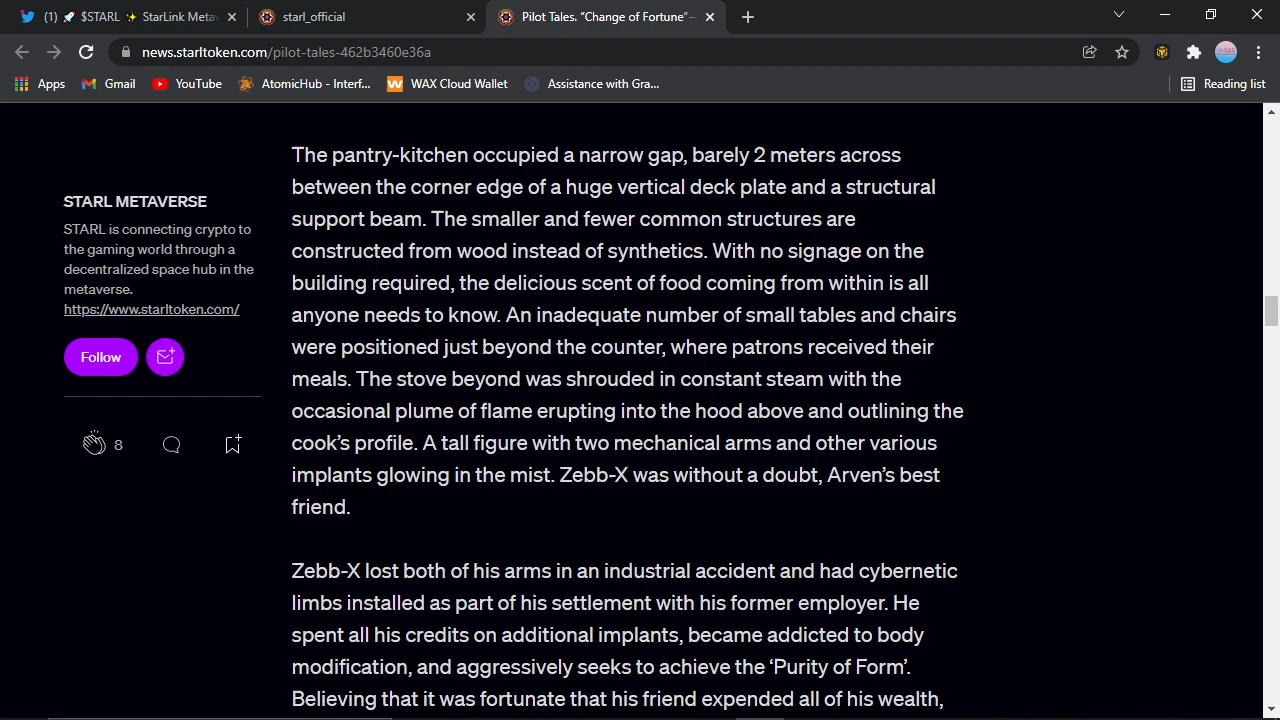 (1) 🚀 $STARL ✨ StarLink Meta
starl_official
Pilot Tales. “Change of Fortune”—
news.starltoken.com/pilot-tales-462b3460e36a
Apps
Gmail
YouTube
AtomicHub - Interf...
WAX Cloud Wallet
Assistance with Gra...
Reading list
STARL METAVERSE
STARL is connecting crypto to
the gaming world through a
decentralized space hub in the
metaverse.
https://www.starltoken.com/
Follow
8
The pantry-kitchen occupied a narrow gap, barely 2 meters across
between the corner edge of a huge vertical deck plate and a structural
support beam. The smaller and fewer common structures are
constructed from wood instead of synthetics. With no signage on the
building required, the delicious scent of food coming from within is all
anyone needs to know. An inadequate number of small tables and chairs
were positioned just beyond the counter, where patrons received their
meals. The stove beyond was shrouded in constant steam with the
occasional plume of flame erupting into the hood above and outlining the
cook’s profile. A tall figure with two mechanical arms and other various
implants glowing in the mist. Zebb-X was without a doubt, Arven’s best
friend.
Zebb-X lost both of his arms in an industrial accident and had cybernetic
limbs installed as part of his settlement with his former employer. He
spent all his credits on additional implants, became addicted to body
modification, and aggressively seeks to achieve the ‘Purity of Form’.
Believing that it was fortunate that his friend expended all of his wealth,